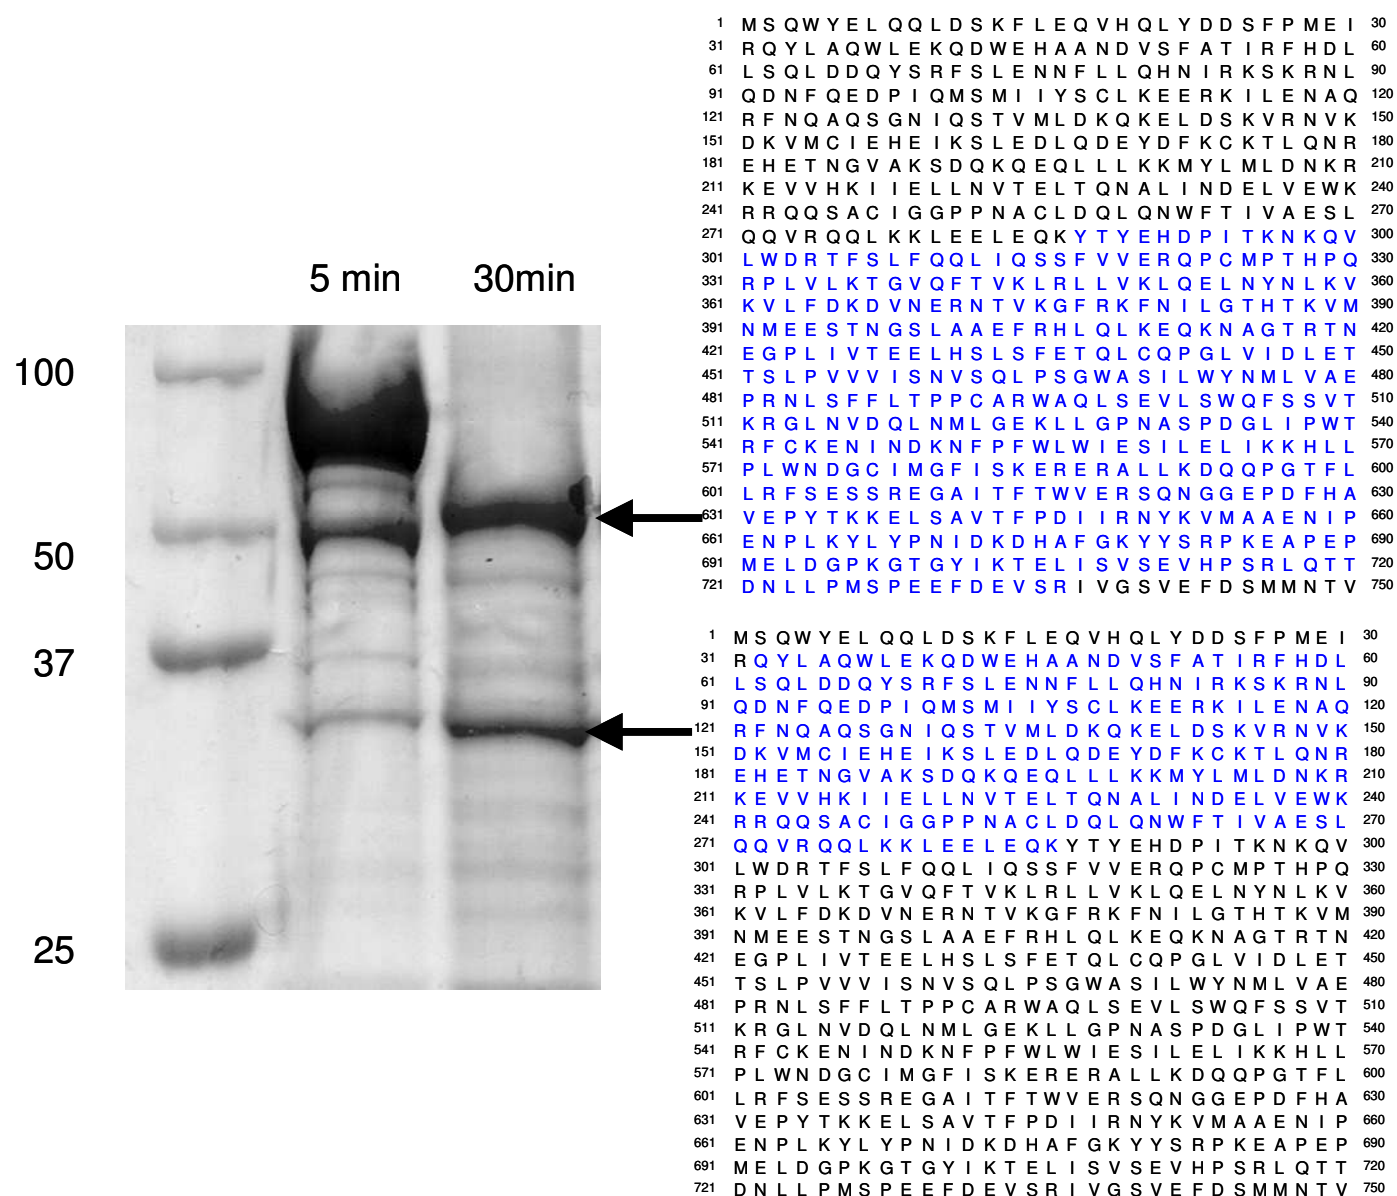 5 min 30min
100
50
37
25
1 M S Q W Y E L Q Q L D S K F L E Q V H Q L Y D D S F P M E I 30
31 R Q Y L A Q W L E K Q D W E H A A N D V S F A T I R F H D L 60
61 L S Q L D D Q Y S R F S L E N N F L L Q H N I R K S K R N L 90
91 Q D N F Q E D P I Q M S M I I Y S C L K E E R K I L E N A Q 120
121 R F N Q A Q S G N I Q S T V M L D K Q K E L D S K V R N V K 150
151 D K V M C I E H E I K S L E D L Q D E Y D F K C K T L Q N R 180
181 E H E T N G V A K S D Q K Q E Q L L L K K M Y L M L D N K R 210
211 K E V V H K I I E L L N V T E L T Q N A L I N D E L V E W K 240
241 R R Q Q S A C I G G P P N A C L D Q L Q N W F T I V A E S L 270
271 Q Q V R Q Q L K K L E E L E Q K Y T Y E H D P I T K N K Q V 300
301 L W D R T F S L F Q Q L I Q S S F V V E R Q P C M P T H P Q 330
331 R P L V L K T G V Q F T V K L R L L V K L Q E L N Y N L K V 360
361 K V L F D K D V N E R N T V K G F R K F N I L G T H T K V M 390
391 N M E E S T N G S L A A E F R H L Q L K E Q K N A G T R T N 420
421 E G P L I V T E E L H S L S F E T Q L C Q P G L V I D L E T 450
451 T S L P V V V I S N V S Q L P S G W A S I L W Y N M L V A E 480
481 P R N L S F F L T P P C A R W A Q L S E V L S W Q F S S V T 510
511 K R G L N V D Q L N M L G E K L L G P N A S P D G L I P W T 540
541 R F C K E N I N D K N F P F W L W I E S I L E L I K K H L L 570
571 P L W N D G C I M G F I S K E R E R A L L K D Q Q P G T F L 600
601 L R F S E S S R E G A I T F T W V E R S Q N G G E P D F H A 630
631 V E P Y T K K E L S A V T F P D I I R N Y K V M A A E N I P 660
661 E N P L K Y L Y P N I D K D H A F G K Y Y S R P K E A P E P 690
691 M E L D G P K G T G Y I K T E L I S V S E V H P S R L Q T T 720
721 D N L L P M S P E E F D E V S R I V G S V E F D S M M N T V 750
1 M S Q W Y E L Q Q L D S K F L E Q V H Q L Y D D S F P M E I 30
31 R Q Y L A Q W L E K Q D W E H A A N D V S F A T I R F H D L 60
61 L S Q L D D Q Y S R F S L E N N F L L Q H N I R K S K R N L 90
91 Q D N F Q E D P I Q M S M I I Y S C L K E E R K I L E N A Q 120
121 R F N Q A Q S G N I Q S T V M L D K Q K E L D S K V R N V K 150
151 D K V M C I E H E I K S L E D L Q D E Y D F K C K T L Q N R 180
181 E H E T N G V A K S D Q K Q E Q L L L K K M Y L M L D N K R 210
211 K E V V H K I I E L L N V T E L T Q N A L I N D E L V E W K 240
241 R R Q Q S A C I G G P P N A C L D Q L Q N W F T I V A E S L 270
271 Q Q V R Q Q L K K L E E L E Q K Y T Y E H D P I T K N K Q V 300
301 L W D R T F S L F Q Q L I Q S S F V V E R Q P C M P T H P Q 330
331 R P L V L K T G V Q F T V K L R L L V K L Q E L N Y N L K V 360
361 K V L F D K D V N E R N T V K G F R K F N I L G T H T K V M 390
391 N M E E S T N G S L A A E F R H L Q L K E Q K N A G T R T N 420
421 E G P L I V T E E L H S L S F E T Q L C Q P G L V I D L E T 450
451 T S L P V V V I S N V S Q L P S G W A S I L W Y N M L V A E 480
481 P R N L S F F L T P P C A R W A Q L S E V L S W Q F S S V T 510
511 K R G L N V D Q L N M L G E K L L G P N A S P D G L I P W T 540
541 R F C K E N I N D K N F P F W L W I E S I L E L I K K H L L 570
571 P L W N D G C I M G F I S K E R E R A L L K D Q Q P G T F L 600
601 L R F S E S S R E G A I T F T W V E R S Q N G G E P D F H A 630
631 V E P Y T K K E L S A V T F P D I I R N Y K V M A A E N I P 660
661 E N P L K Y L Y P N I D K D H A F G K Y Y S R P K E A P E P 690
691 M E L D G P K G T G Y I K T E L I S V S E V H P S R L Q T T 720
721 D N L L P M S P E E F D E V S R I V G S V E F D S M M N T V 750